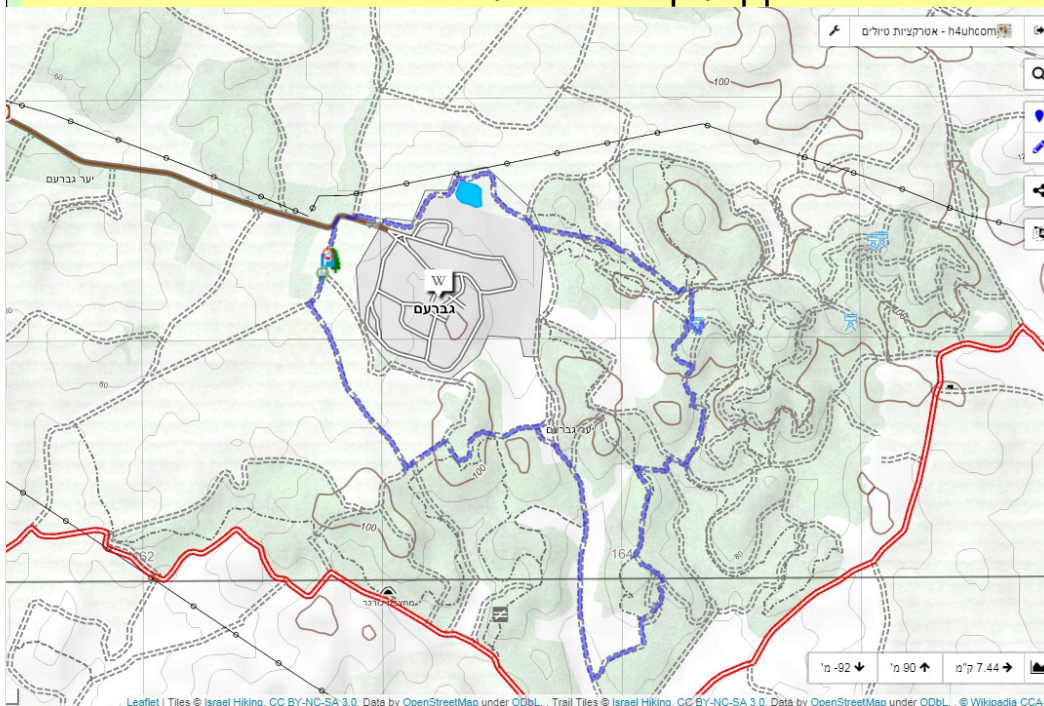 h4uhcom - אטרקציות טיולים
100
60
יער גברעם
W
גברעם
100
80
יער גברעם
100
100
162
164
80
7.44 ק"מ
90 מ'
-92 מ'
Leaflet | Tiles © Israel Hiking, CC BY-NC-SA 3.0. Data by OpenStreetMap under ODbL. , Trail Tiles © Israel Hiking, CC BY-NC-SA 3.0. Data by OpenStreetMap under ODbL. , © Wikipedia CCA-